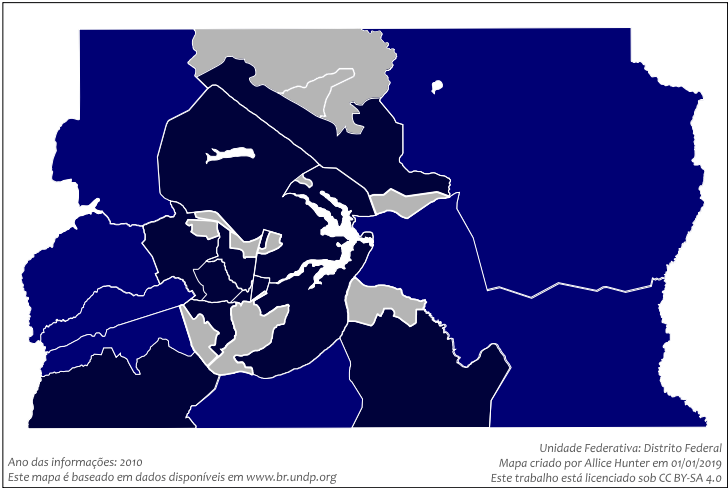 Ano das informações: 2010
Este mapa é baseado em dados disponíveis em www.br.undp.org
Unidade Federativa: Distrito Federal
Mapa criado por Allice Hunter em 01/01/2019
Este trabalho está licenciado sob CC BY-SA 4.0